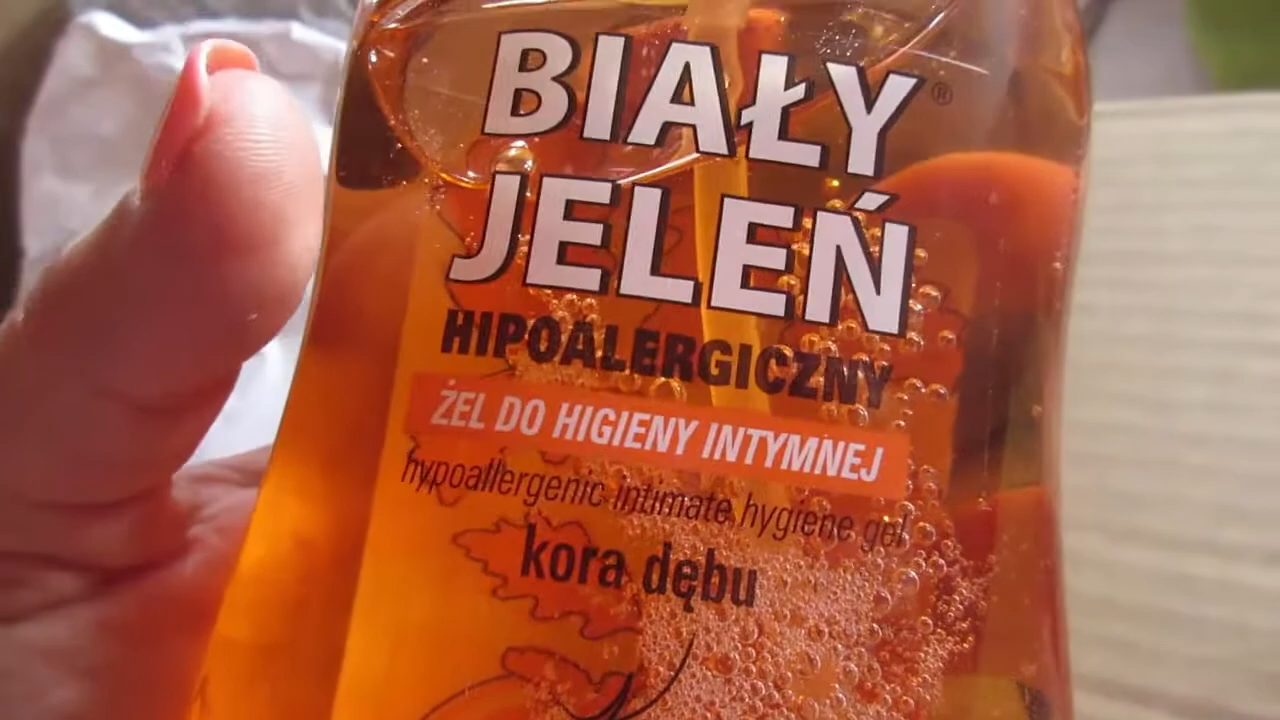 BIAŁY ®
JELEŃ
HIPOALERGICZNY
ŻEL DO HIGIENY INTYMNEJ
hypoallergenic intimate hygiene gel
kora dębu